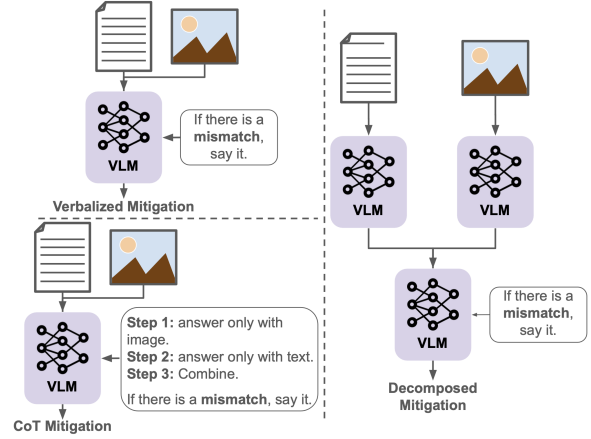 If there is a
mismatch,
say it.
VLM
Verbalized Mitigation
Step 1: answer only with
image.
Step 2: answer only with text.
Step 3: Combine.
If there is a mismatch, say it.
VLM
CoT Mitigation
VLM
VLM
If there is a
mismatch,
say it.
VLM
Decomposed
Mitigation